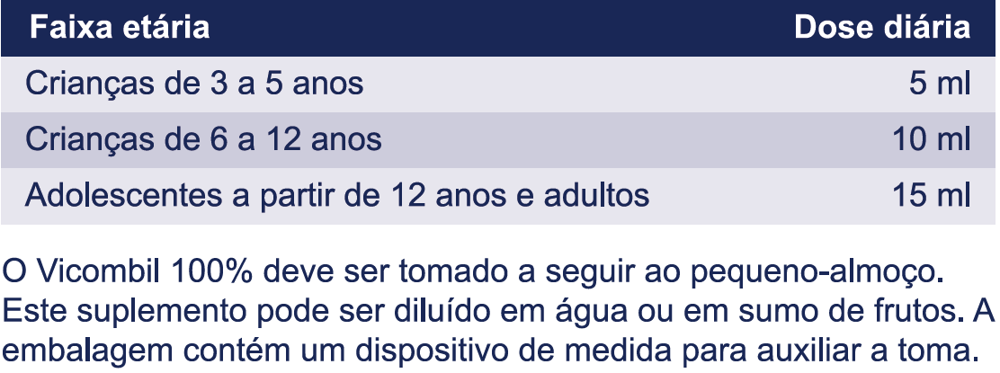 Faixa etária Dose diária
Crianças de 3 a 5 anos 5 ml
Crianças de 6 a 12 anos 10 ml
Adolescentes a partir de 12 anos e adultos 15 ml
O Vicombil 100% deve ser tomado a seguir ao pequeno-almoço.
Este suplemento pode ser diluído em água ou em sumo de frutos. A
embalagem contém um dispositivo de medida para auxiliar a toma.